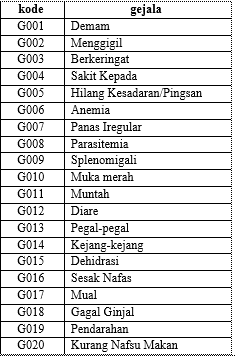 kode gejala
G001 Demam
G002 Menggigil
G003 Berkeringat
G004 Sakit Kepada
G005 Hilang Kesadaran/Pingsan
G006 Anemia
G007 Panas Iregular
G008 Parasitemia
G009 Splenomigali
G010 Muka merah
G011 Muntah
G012 Diare
G013 Pegal-pegal
G014 Kejang-kejang
G015 Dehidrasi
G016 Sesak Nafas
G017 Mual
G018 Gagal Ginjal
G019 Pendarahan
G020 Kurang Nafsu Makan